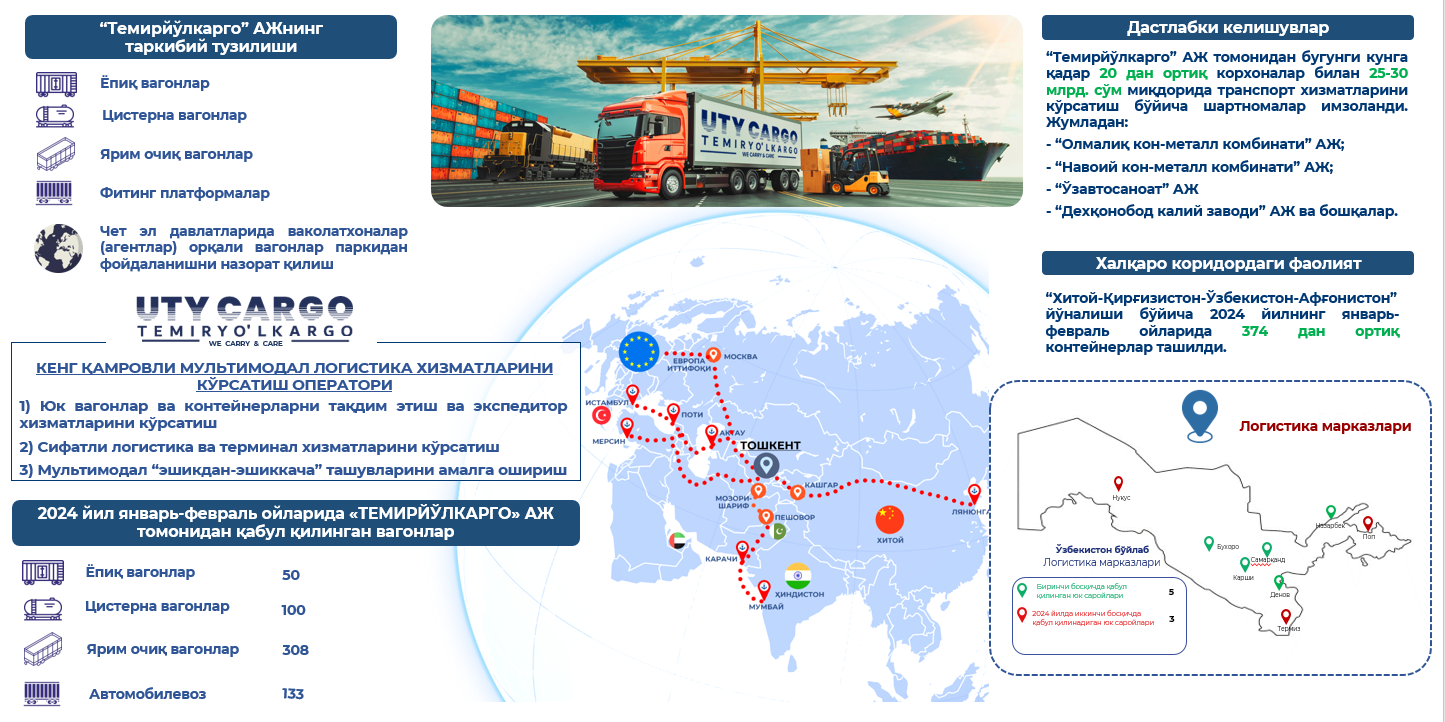 “Темирйўлкарго” АЖнинг
таркибий тузилиши
Ёпиқ вагонлар
Цистерна вагонлар
Ярим очиқ вагонлар
Фитинг платформалар
Чет эл давлатларида ваколатхоналар
(агентлар) орқали вагонлар паркидан
фойдаланишни назорат қилиш
UTY CARGO
TEMIRYO'LKARGO
WE CARRY & CARE
КЕНГ ҚАМРОВЛИ МУЛЬТИМОДАЛ ЛОГИСТИКА ХИЗМАТЛАРИНИ
КЎРСАТИШ ОПЕРАТОРИ
1) Юк вагонлар ва контейнерларни тақдим этиш ва экспедитор
хизматларини кўрсатиш
2) Сифатли логистика ва терминал хизматларини кўрсатиш
3) Мультимодал “эшикдан-эшиккача” ташувларини амалга ошириш
2024 йил январь-февраль ойларида «ТЕМИРЙЎЛКАРГО» АЖ
томонидан қабул қилинган вагонлар
Ёпиқ вагонлар 50
Цистерна вагонлар 100
Ярим очиқ вагонлар 308
Автомобилевоз 133
UTY CARGO
TEMIRYO'LKARGO
WE CARRY & CARE
ЕВРОПА
ИТТИФОҚИ
МОСКВА
ИСТАМБУЛ
ПОТИ
МЕРСИН
АКТАУ
ТОШКЕНТ
МОЗОРИ-
ШАРИФ
КАШГАР
ПЕШОВОР
ЛЯНЮНГАН
ХИТОЙ
КАРАЧИ
ҲИНДИСТОН
МУМБАЙ
Дастлабки келишувлар
“Темирйўлкарго” АЖ томонидан бугунги кунга
қадар 20 дан ортиқ корхоналар билан 25-30
млрд. сўм миқдорида транспорт хизматларини
кўрсатиш бўйича шартномалар имзоланди.
Жумладан:
- “Олмалиқ кон-металл комбинати” АЖ;
- “Навоий кон-металл комбинати” АЖ;
- “Ўзавтосаноат” АЖ
- “Дехқонобод калий заводи” АЖ ва бошқалар.
Халқаро коридордаги фаолият
“Хитой-Қирғизистон-Ўзбекистон-Афғонистон”
йўналиши бўйича 2024 йилнинг январь-
февраль ойларида 374 дан ортиқ
контейнерлар ташилди.
Логистика марказлари
Нукус
Назарбек
Поп
Бухоро
Самарқанд
Карши
Денов
Термиз
Ўзбекистон бўйлаб
Логистика марказлари
Биринчи босқичда қабул
қилинган юк саройлари 5
2024 йилда иккинчи босқичда
қабул қилинадиган юк саройлари 3